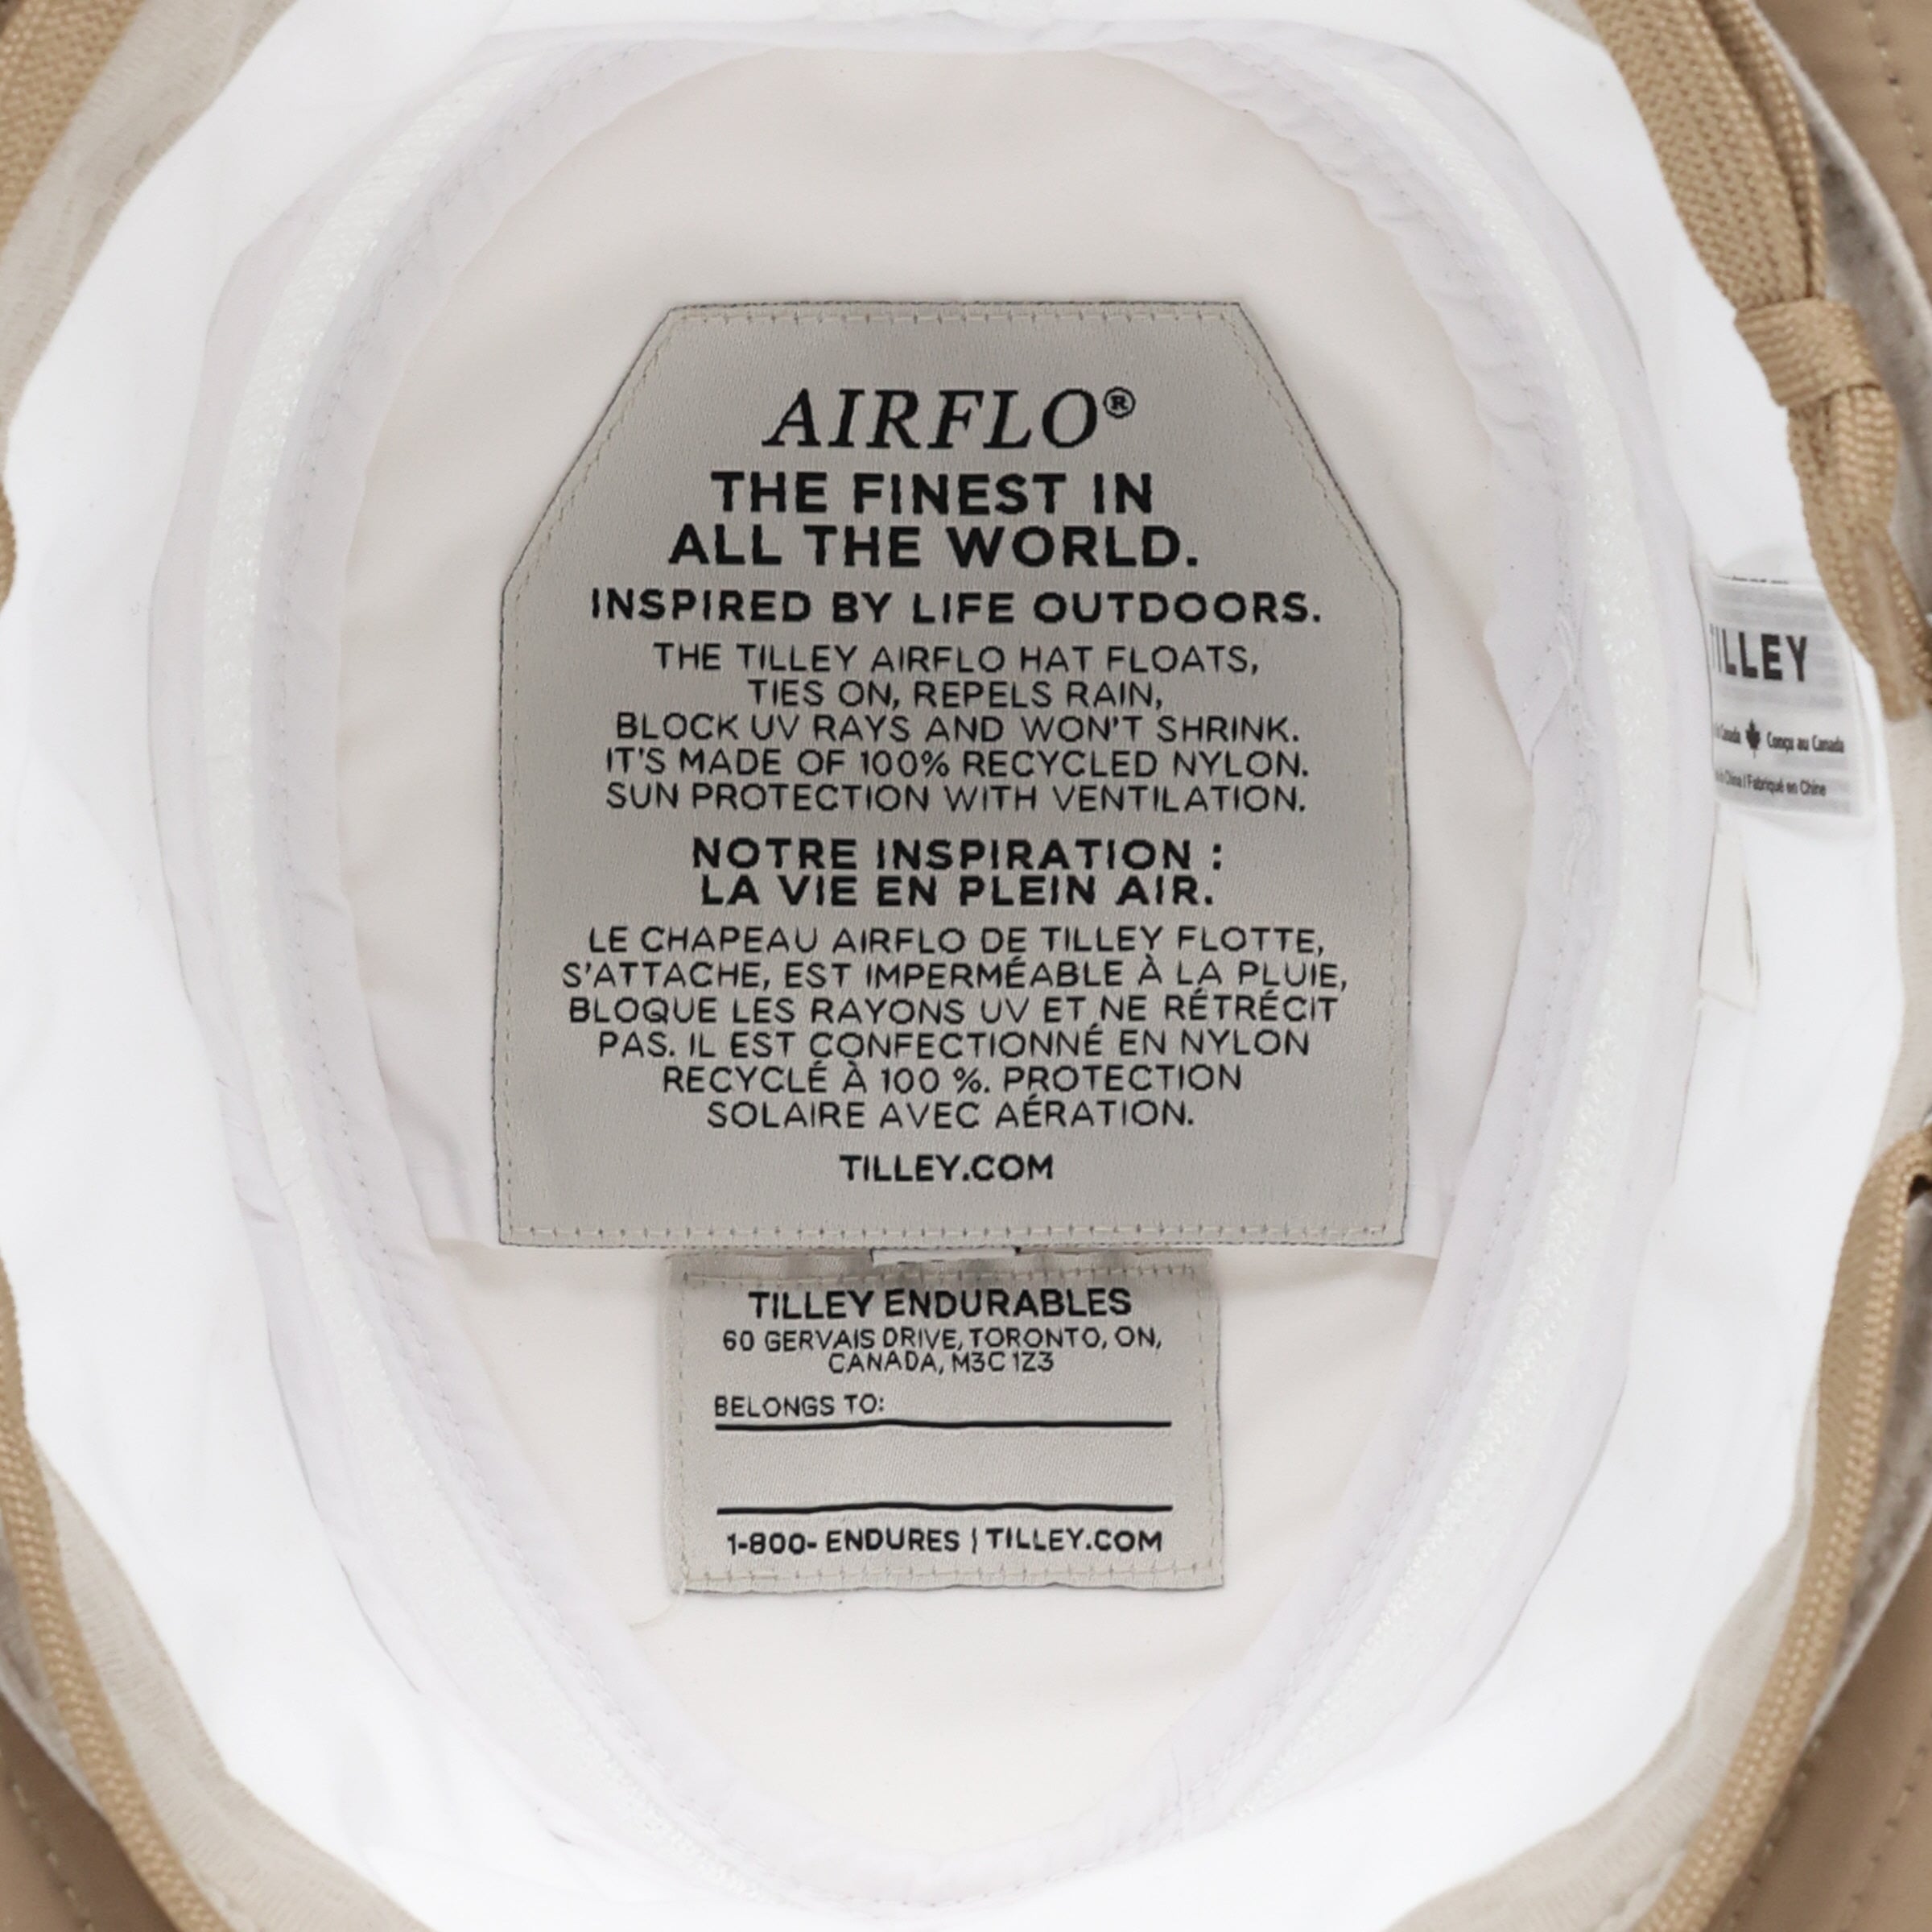 AIRFLO®
THE FINEST IN
ALL THE WORLD.
INSPIRED BY LIFE OUTDOORS.
THE TILLEY AIRFLO HAT FLOATS,
TIES ON, REPELS RAIN,
BLOCK UV RAYS AND WON'T SHRINK.
IT'S MADE OF 100% RECYCLED NYLON.
SUN PROTECTION WITH VENTILATION.
NOTRE INSPIRATION :
LA VIE EN PLEIN AIR.
LE CHAPEAU AIRFLO DE TILLEY FLOTTE,
S'ATTACHE, EST IMPERMÉABLE À LA PLUIE,
BLOQUE LES RAYONS UV ET NE RÉTRÉCIT
PAS. IL EST CONFECTIONNÉ EN NYLON
RECYCLÉ À 100 %. PROTECTION
SOLAIRE AVEC AÉRATION.
TILLEY.COM
TILLEY ENDURABLES
60 GERVAIS DRIVE, TORONTO, ON,
CANADA, M3C 1Z3
BELONGS TO:
1-800- ENDURES | TILLEY.COM
TILLEY
Canada Conçu au Canada
China / Fabriqué en Chine